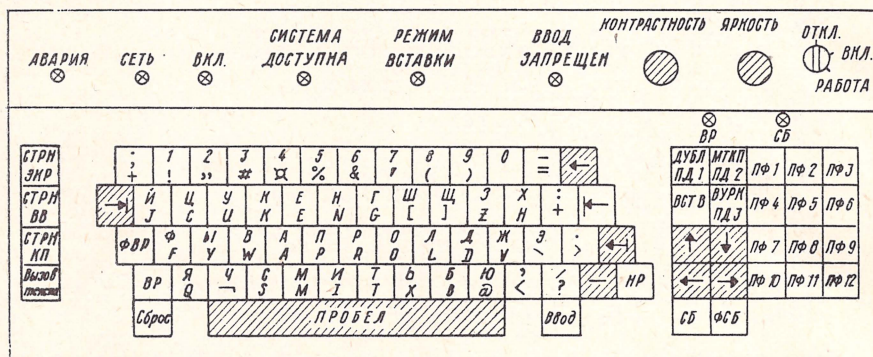 АВАРИЯ СЕТЬ ВКЛ. СИСТЕМА ДОСТУПНА РЕЖИМ ВСТАВКИ ВВОД ЗАПРЕЩЕН КОНТРАСТНОСТЬ ЯРКОСТЬ ОТКЛ. ВКЛ. РАБОТА
ВР СБ
СТРН ЭКР
; 1 2 3 4 5 6 7 8 9 0 - ←
+ ! " # ¤ % & ' ( ) =
ДУБЛ ПД 1 МТКП ПД 2 ПФ 1 ПФ 2 ПФ 3
СТРН ВВ
→ Й Ц У К Е Н Г Ш Щ З Х : ←
J C U K E N G [ ] Z H +
ВСТ В ВУРК ПД 3 ПФ 4 ПФ 5 ПФ 6
СТРН КП
ФВР Ф Ы В А П Р О Л Д Ж Э . ←
F Y W A P R O L D V \ >
↑ ↓ ПФ 7 ПФ 8 ПФ 9
Вызов текста
ВР Я Ч С М И Т Ь Б Ю , / — НР
Q ¬ S M I T X B @ < ?
← → ПФ 10 ПФ 11 ПФ 12
Сброс ПРОБЕЛ Ввод СБ ФСБ